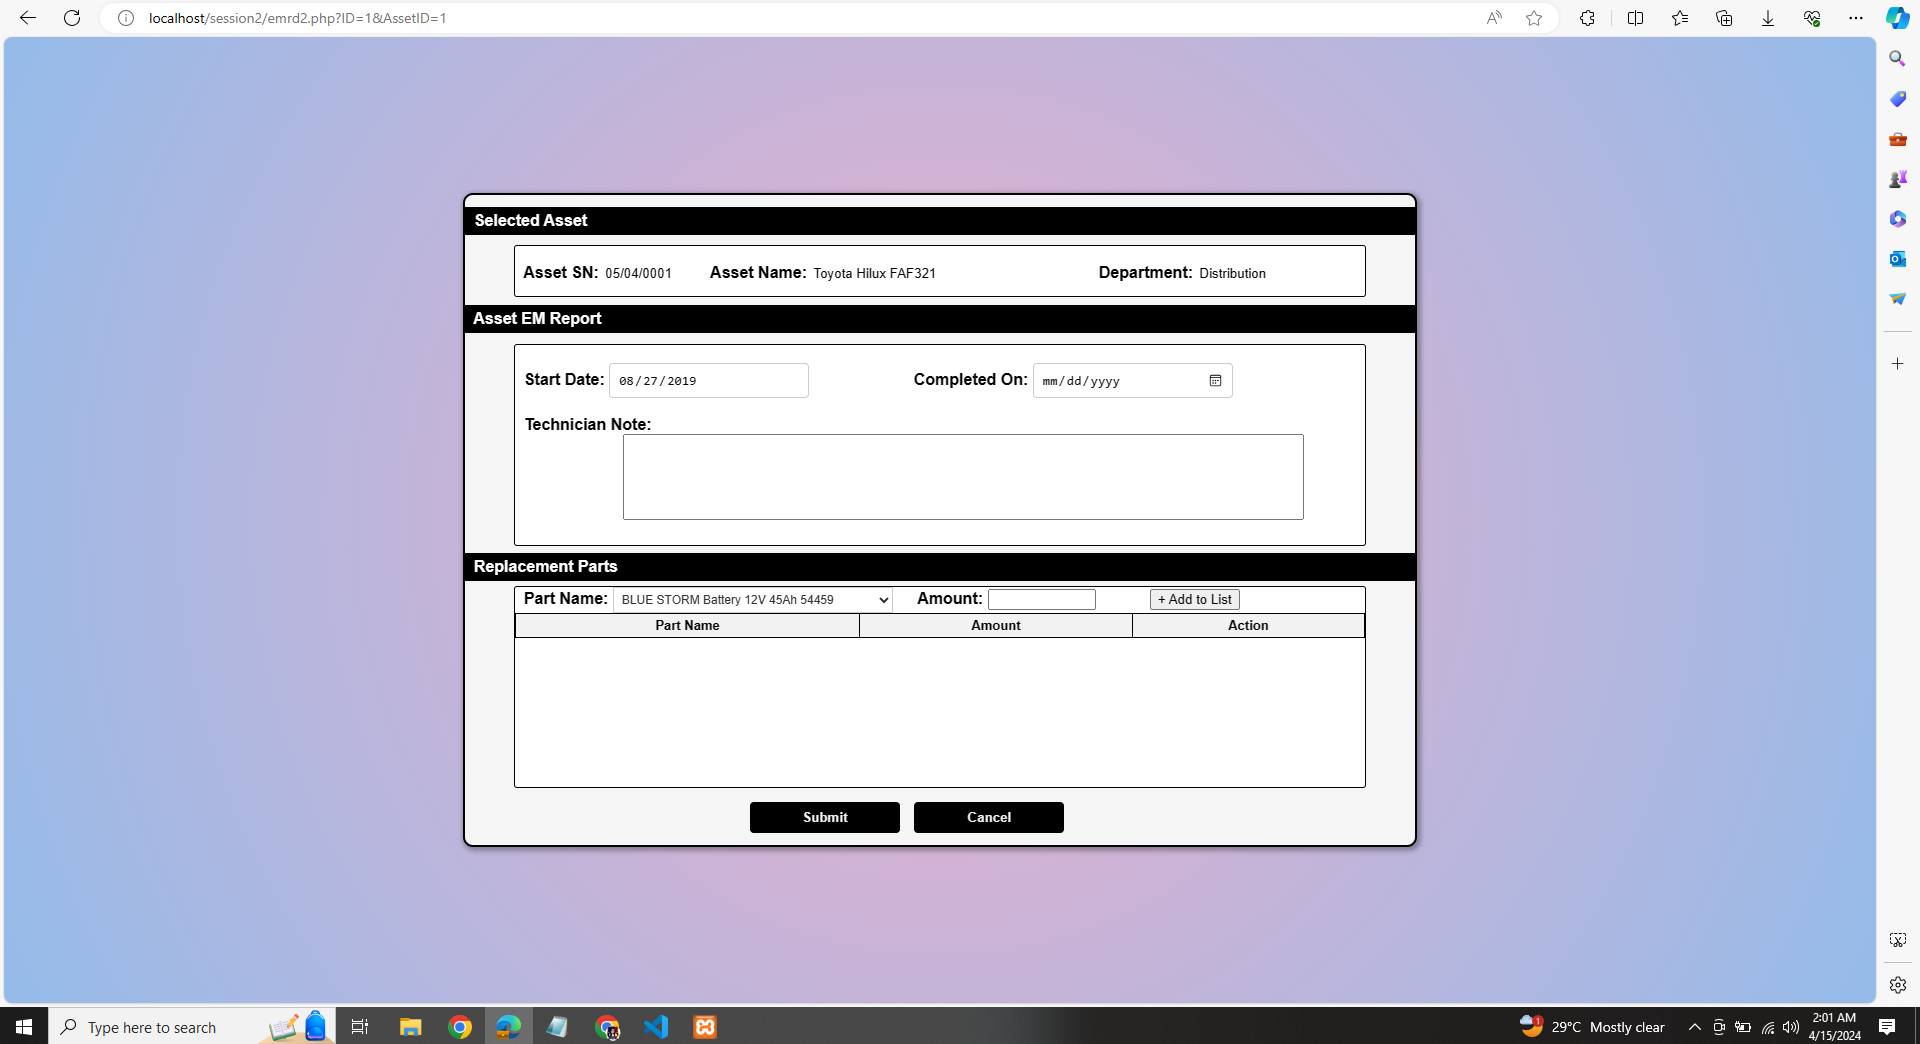 localhost/session2/emrd2.php?ID=1&AssetID=1
Selected Asset
Asset SN: 05/04/0001 Asset Name: Toyota Hilux FAF321 Department: Distribution
Asset EM Report
Start Date: 08/27/2019 Completed On: mm/dd/yyyy
Technician Note:
Replacement Parts
Part Name: BLUE STORM Battery 12V 45Ah 54459 Amount: + Add to List
Part Name Amount Action
Submit Cancel
Type here to search
1 29°C Mostly clear
2:01 AM
4/15/2024